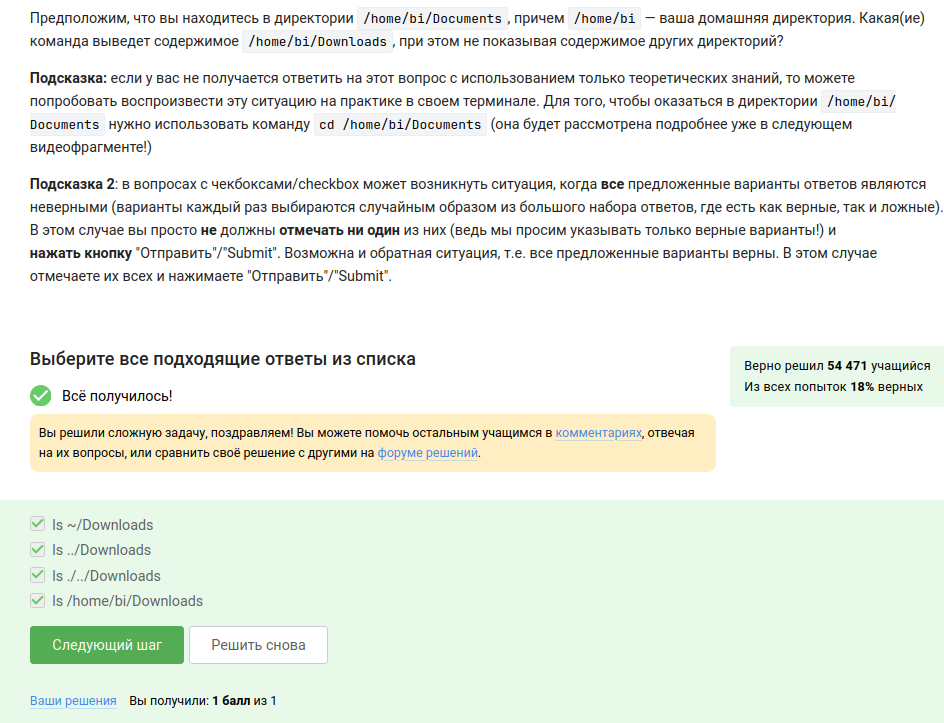 Предположим, что вы находитесь в директории /home/bi/Documents , причем /home/bi — ваша домашняя директория. Какая(ие)
команда выведет содержимое /home/bi/Downloads , при этом не показывая содержимое других директорий?
Подсказка: если у вас не получается ответить на этот вопрос с использованием только теоретических знаний, то можете
попробовать воспроизвести эту ситуацию на практике в своем терминале. Для того, чтобы оказаться в директории /home/bi/
Documents нужно использовать команду cd /home/bi/Documents (она будет рассмотрена подробнее уже в следующем
видеофрагменте!)
Подсказка 2: в вопросах с чекбоксами/checkbox может возникнуть ситуация, когда все предложенные варианты ответов являются
неверными (варианты каждый раз выбираются случайным образом из большого набора ответов, где есть как верные, так и ложные).
В этом случае вы просто не должны отмечать ни один из них (ведь мы просим указывать только верные варианты!) и
нажать кнопку "Отправить"/"Submit". Возможна и обратная ситуация, т.е. все предложенные варианты верны. В этом случае
отмечаете их всех и нажимаете "Отправить"/"Submit".
Выберите все подходящие ответы из списка
Верно решил 54 471 учащийся
Из всех попыток 18% верных
Всё получилось!
Вы решили сложную задачу, поздравляем! Вы можете помочь остальным учащимся в комментариях, отвечая
на их вопросы, или сравнить своё решение с другими на форуме решений.
ls ~/Downloads
ls ../Downloads
ls ./../Downloads
ls /home/bi/Downloads
Следующий шаг Решить снова
Ваши решения Вы получили: 1 балл из 1